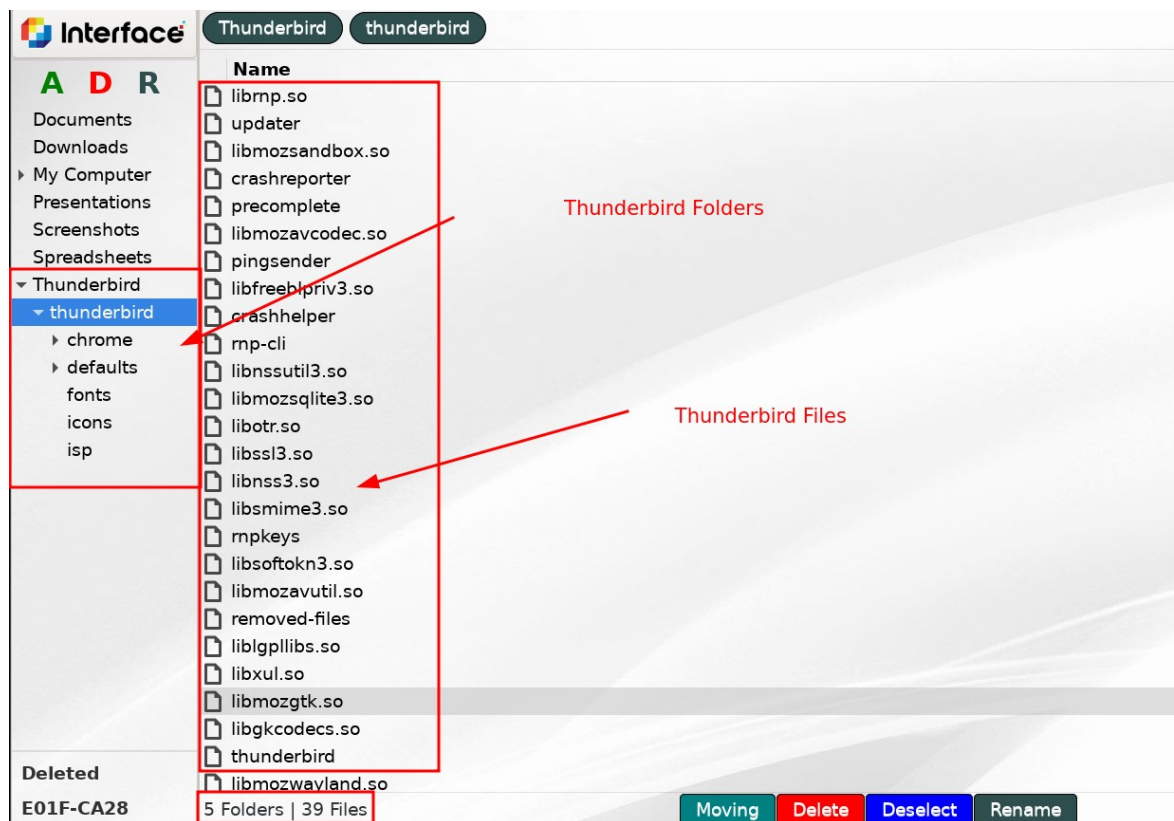 Interface
Thunderbird thunderbird
A D R
Documents
Downloads
My Computer
Presentations
Screenshots
Spreadsheets
Thunderbird
thunderbird
chrome
defaults
fonts
icons
isp
Deleted
E01F-CA28
Name
librnp.so
updater
libmozsandbox.so
crashreporter
precomplete
libmozavcodec.so
pingsender
libfreeblpriv3.so
crashhelper
rnp-cli
libnssutil3.so
libmozsqlite3.so
libotr.so
libssl3.so
libnss3.so
libsmime3.so
rnpkeys
libsoftokn3.so
libmozavutil.so
removed-files
liblgpllibs.so
libxul.so
libmozgtk.so
libgkcodecs.so
thunderbird
libmozwayland.so
Thunderbird Folders
Thunderbird Files
5 Folders | 39 Files
Moving Delete Deselect Rename